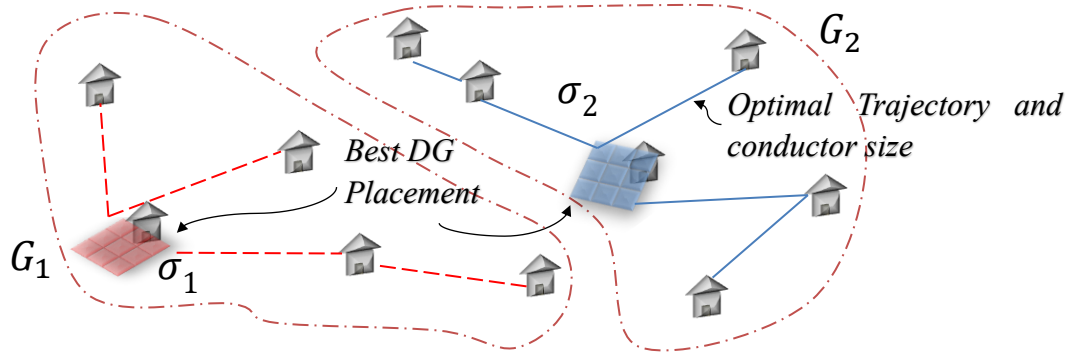 G₂
σ₂
Optimal Trajectory and
conductor size
Best DG
Placement
G₁
σ₁